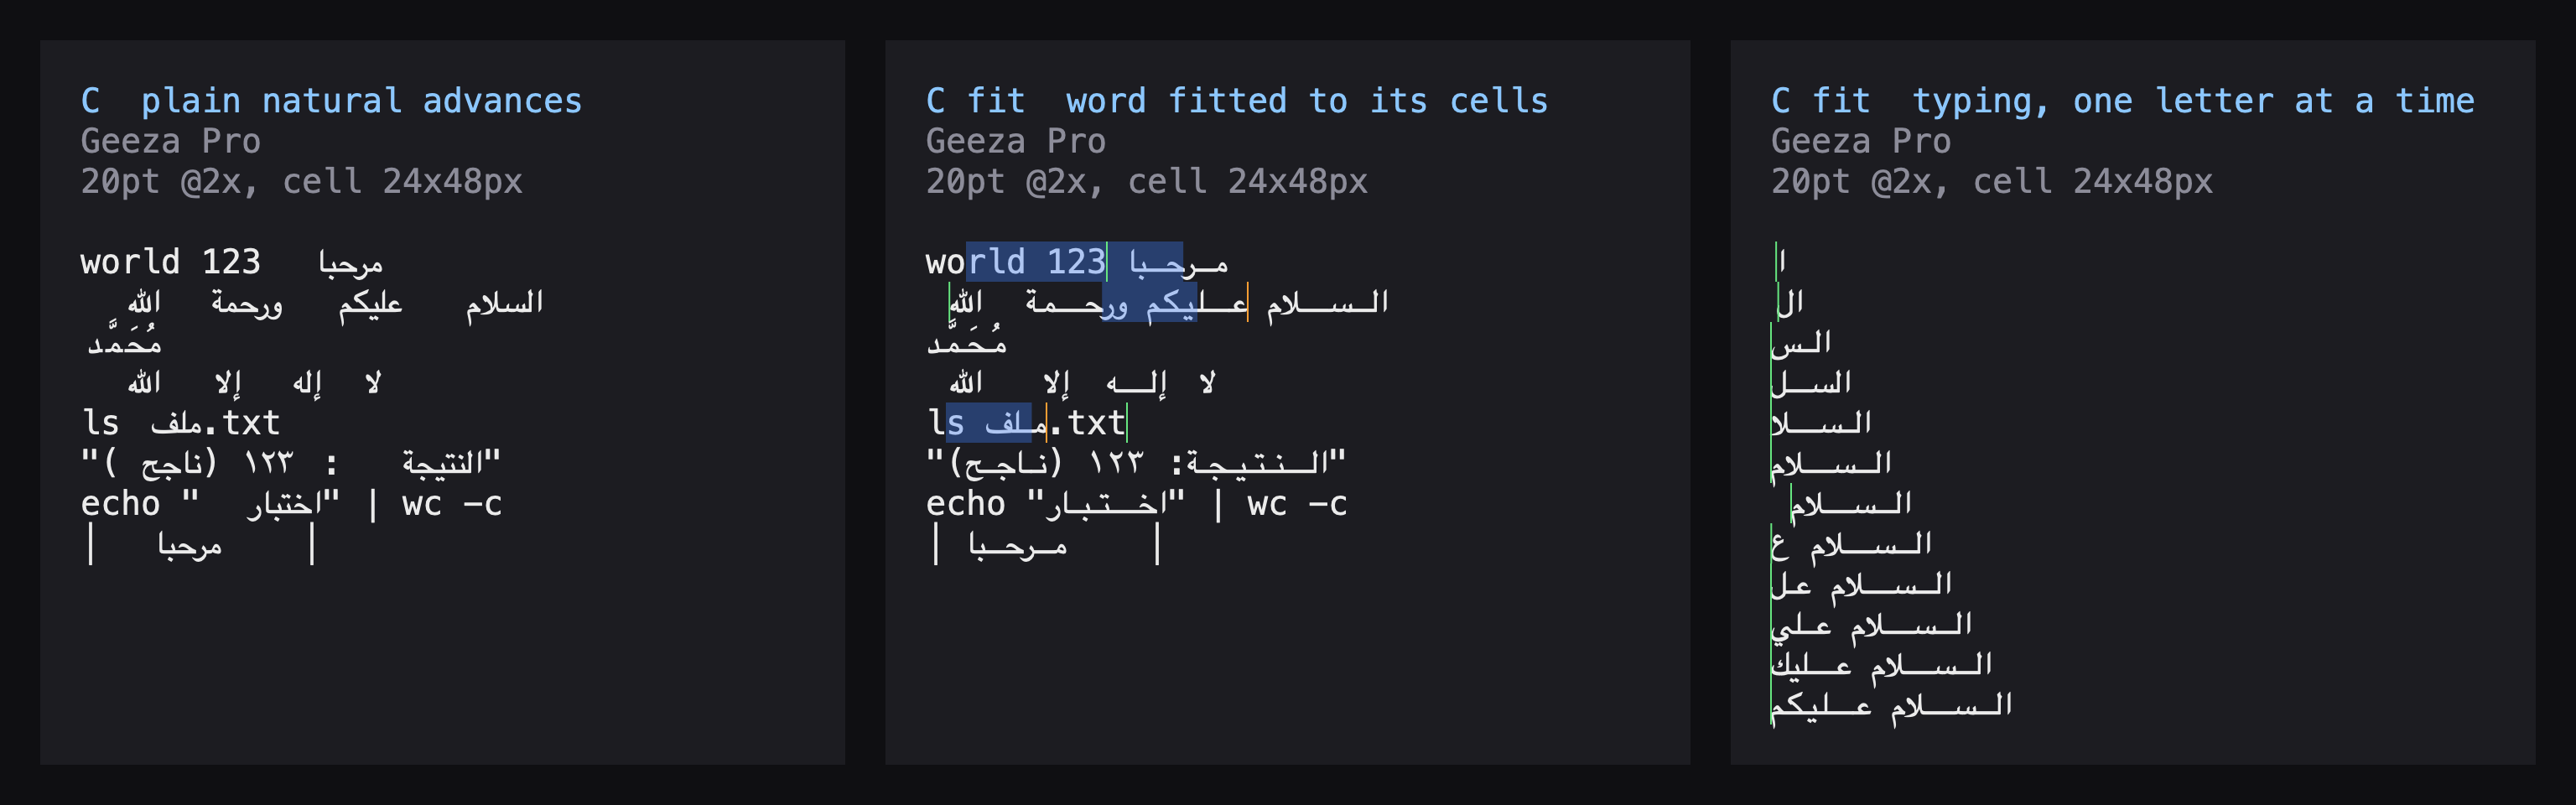 C plain natural advances
Geeza Pro
20pt @2x, cell 24x48px
world 123 مرحبا
السلام عليكم ورحمة الله
مُحَمَّد
لا إله إلا الله
ls ملف.txt
"النتيجة: ١٢٣ (ناجح)"
echo "اختبار" | wc -c
| مرحبا |
C fit word fitted to its cells
Geeza Pro
20pt @2x, cell 24x48px
world 123 مرحبا
السلام عليكم ورحمة الله
مُحَمَّد
لا إله إلا الله
ls ملف.txt
"النتيجة: ١٢٣ (ناجح)"
echo "اختبار" | wc -c
| مرحبا |
C fit typing, one letter at a time
Geeza Pro
20pt @2x, cell 24x48px
ا
ال
الس
السل
السلا
السلام
السلام
السلام ع
السلام عل
السلام علي
السلام عليك
السلام عليكم